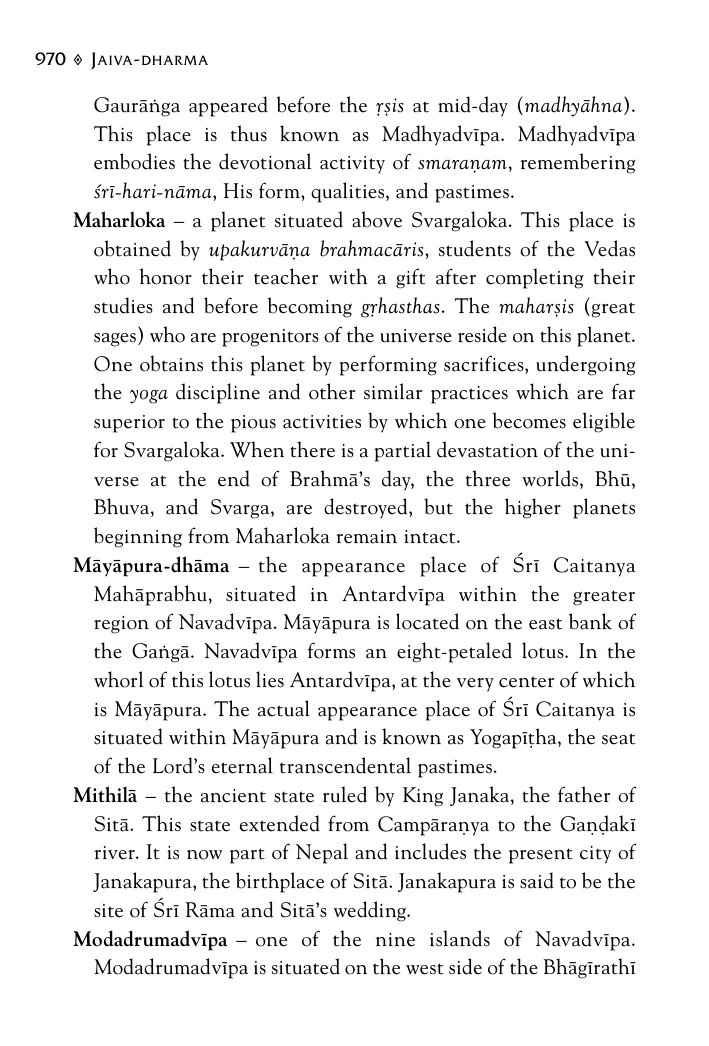 970 ◈ Jaiva-dharma
Gaurāṅga appeared before the ṛṣis at mid-day (madhyāhna).
This place is thus known as Madhyadvīpa. Madhyadvīpa
embodies the devotional activity of smaraṇam, remembering
śrī-hari-nāma, His form, qualities, and pastimes.
Maharloka – a planet situated above Svargaloka. This place is
obtained by upakurvāṇa brahmacāris, students of the Vedas
who honor their teacher with a gift after completing their
studies and before becoming gṛhasthas. The maharṣis (great
sages) who are progenitors of the universe reside on this planet.
One obtains this planet by performing sacrifices, undergoing
the yoga discipline and other similar practices which are far
superior to the pious activities by which one becomes eligible
for Svargaloka. When there is a partial devastation of the uni-
verse at the end of Brahmā's day, the three worlds, Bhū,
Bhuva, and Svarga, are destroyed, but the higher planets
beginning from Maharloka remain intact.
Māyāpura-dhāma – the appearance place of Śrī Caitanya
Mahāprabhu, situated in Antardvīpa within the greater
region of Navadvīpa. Māyāpura is located on the east bank of
the Gaṅgā. Navadvīpa forms an eight-petaled lotus. In the
whorl of this lotus lies Antardvīpa, at the very center of which
is Māyāpura. The actual appearance place of Śrī Caitanya is
situated within Māyāpura and is known as Yogapīṭha, the seat
of the Lord's eternal transcendental pastimes.
Mithilā – the ancient state ruled by King Janaka, the father of
Sitā. This state extended from Campāraṇya to the Gaṇḍakī
river. It is now part of Nepal and includes the present city of
Janakapura, the birthplace of Sitā. Janakapura is said to be the
site of Śrī Rāma and Sitā's wedding.
Modadrumadvīpa – one of the nine islands of Navadvīpa.
Modadrumadvīpa is situated on the west side of the Bhāgīrathī